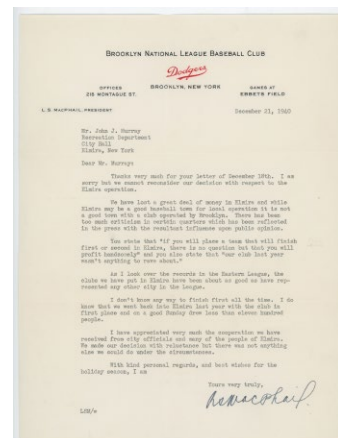 BROOKLYN NATIONAL LEAGUE BASEBALL CLUB
Dodgers
OFFICES
215 MONTAGUE ST.
BROOKLYN, NEW YORK
GAMES AT
EBBETS FIELD
L. S. MACPHAIL, PRESIDENT
December 21, 1940
Mr. John J. Murray
Recreation Department
City Hall
Elmira, New York
Dear Mr. Murray:
Thanks very much for your letter of December 18th. I am
sorry but we cannot reconsider our decision with respect to the
Elmira operation.
We have lost a great deal of money in Elmira and while
Elmira may be a good baseball town for local operation it is not
a good town with a club operated by Brooklyn. There has been
too much criticism in certain quarters which has been reflected
in the press with the resultant influence upon public opinion.
You state that "if you will place a team that will finish
first or second in Elmira, there is no question but that you will
profit handsomely" and you also state that "our club last year
wasn't anything to rave about."
As I look over the records in the Eastern League, the
clubs we have put in Elmira have been about as good as have rep-
resented any other city in the league.
I don't know any way to finish first all the time. I do
know that we went back into Elmira last year with the club in
first place and on a good Sunday drew less than eleven hundred
people.
I have appreciated very much the cooperation we have
received from city officials and many of the people of Elmira.
We made our decision with reluctance but there was not anything
else we could do under the circumstances.
With kind personal regards, and best wishes for the
holiday season, I am
Yours very truly,
LSMacPhail
LSM/